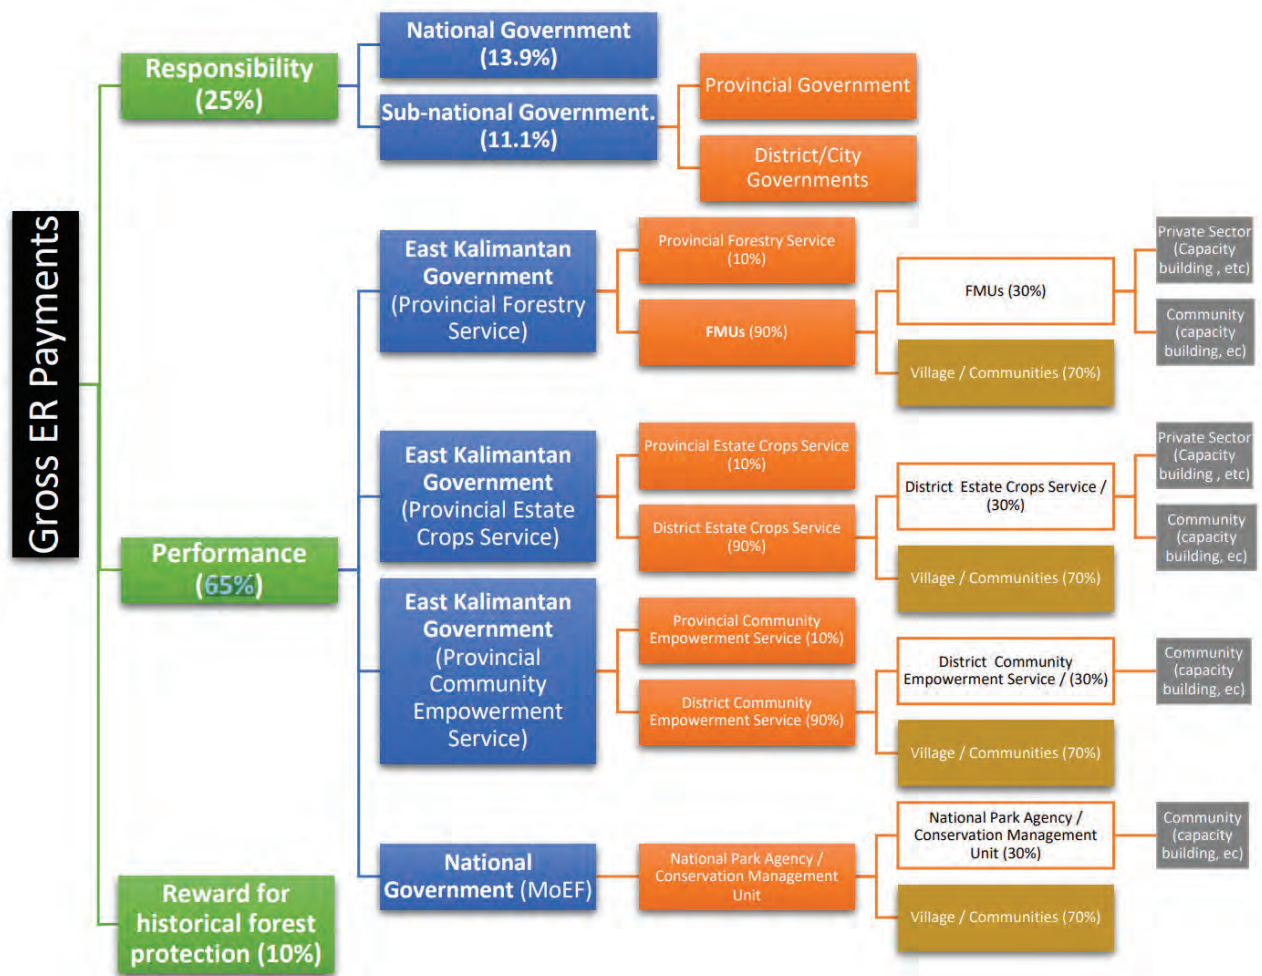 Gross ER Payments
Responsibility
(25%)
National Government
(13.9%)
Sub-national Government.
(11.1%)
Provincial Government
District/City
Governments
Performance
(65%)
East Kalimantan
Government
(Provincial Forestry
Service)
Provincial Forestry Service
(10%)
FMUs (90%)
FMUs (30%)
Private Sector
(Capacity
building , etc)
Community
(capacity
building, ec)
Village / Communities (70%)
East Kalimantan
Government
(Provincial Estate
Crops Service)
Provincial Estate Crops Service
(10%)
District Estate Crops Service
(90%)
District  Estate Crops Service /
(30%)
Private Sector
(Capacity
building , etc)
Community
(capacity
building, ec)
Village / Communities (70%)
East Kalimantan
Government
(Provincial
Community
Empowerment
Service)
Provincial Community
Empowerment Service (10%)
District Community
Empowerment Service (90%)
District  Community
Empowerment Service / (30%)
Community
(capacity
building, ec)
Village / Communities (70%)
National
Government (MoEF)
National Park Agency /
Conservation Management
Unit
National Park Agency /
Conservation Management
Unit (30%)
Community
(capacity
building, ec)
Village / Communities (70%)
Reward for
historical forest
protection (10%)